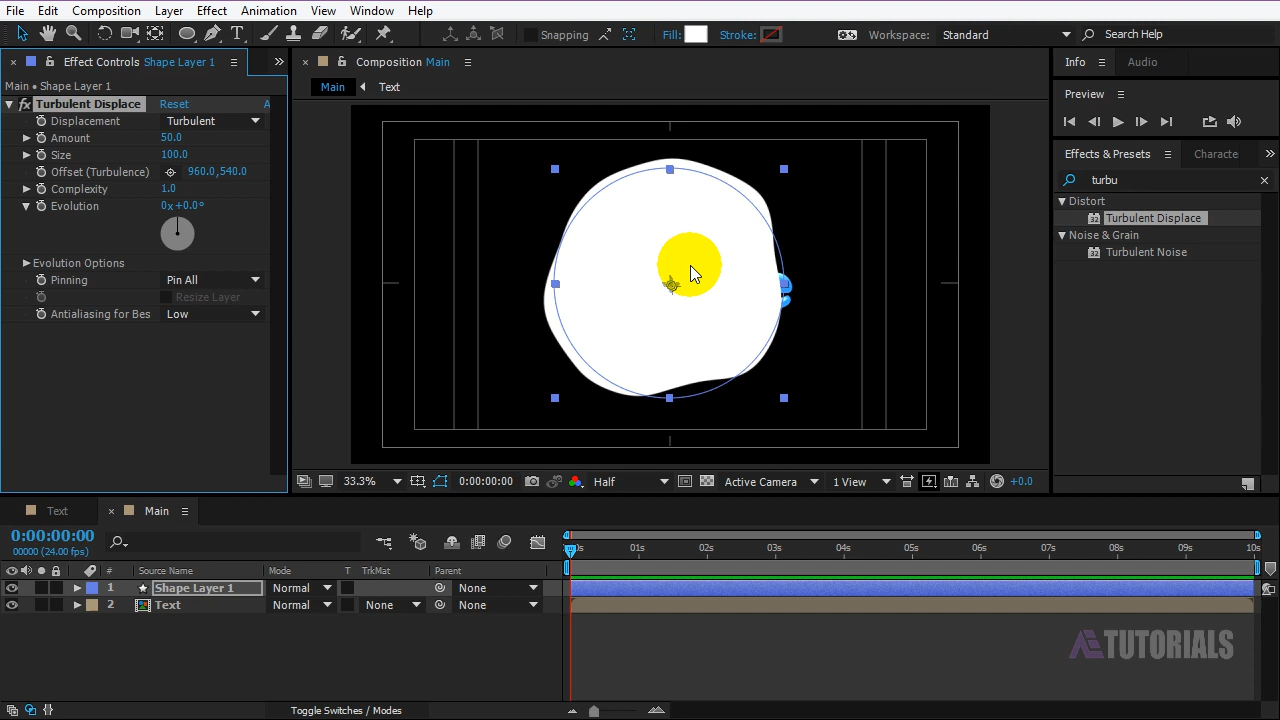 File Edit Composition Layer Effect Animation View Window Help
Snapping Fill: Stroke: Workspace: Standard Search Help
Effect Controls Shape Layer 1
Main • Shape Layer 1
fx Turbulent Displace Reset A
Displacement Turbulent
Amount 50.0
Size 100.0
Offset (Turbulence) 960.0,540.0
Complexity 1.0
Evolution 0x+0.0°
Evolution Options
Pinning Pin All
Resize Layer
Antialiasing for Bes Low
Composition Main
Main Text
33.3% 0:00:00:00 Half Active Camera 1 View +0.0
Info Audio
Preview
Effects & Presets Characte
turbu
Distort
32 Turbulent Displace
Noise & Grain
32 Turbulent Noise
Text Main
0:00:00:00
00000 (24.00 fps)
# Source Name Mode T TrkMat Parent
1 Shape Layer 1 Normal None
2 Text Normal None None
01s 02s 03s 04s 05s 06s 07s 08s 09s 10s
AETUTORIALS
Toggle Switches / Modes